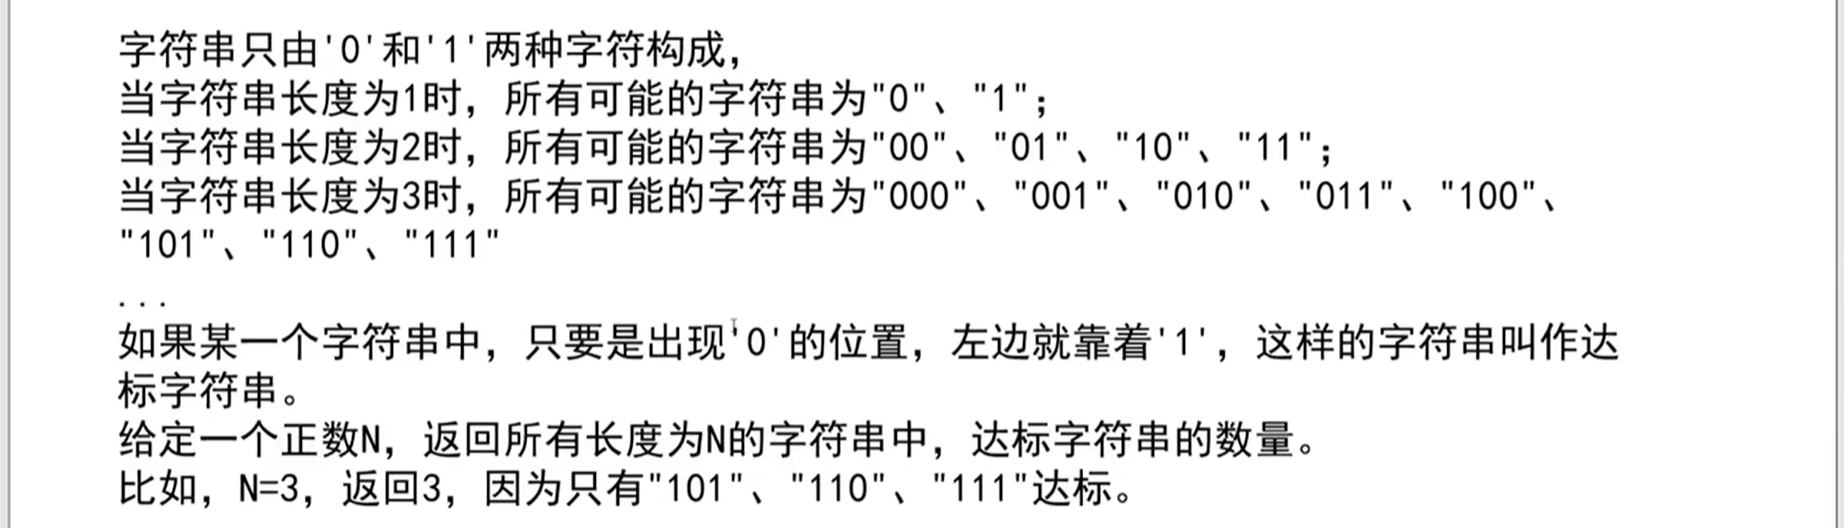 字符串只由'0'和'1'两种字符构成，
当字符串长度为1时，所有可能的字符串为"0"、"1"；
当字符串长度为2时，所有可能的字符串为"00"、"01"、"10"、"11"；
当字符串长度为3时，所有可能的字符串为"000"、"001"、"010"、"011"、"100"、
"101"、"110"、"111"
...
如果某一个字符串中，只要是出现'0'的位置，左边就靠着'1'，这样的字符串叫作达
标字符串。
给定一个正数N，返回所有长度为N的字符串中，达标字符串的数量。
比如，N=3，返回3，因为只有"101"、"110"、"111"达标。